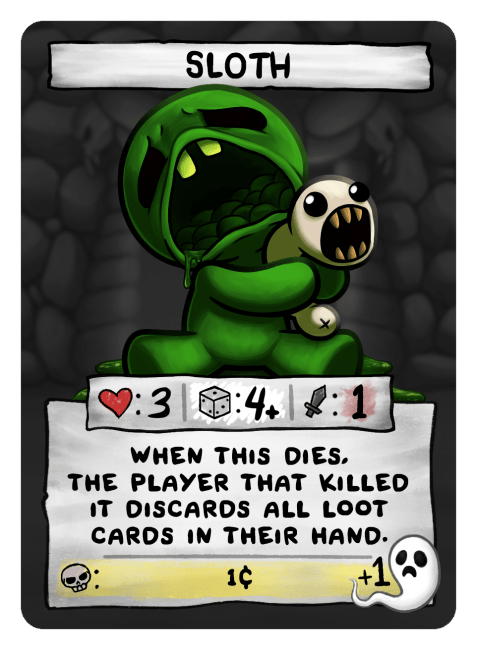 SLOTH
:3 :4+ :1
WHEN THIS DIES,
THE PLAYER THAT KILLED
IT DISCARDS ALL LOOT
CARDS IN THEIR HAND.
: 1¢ +1